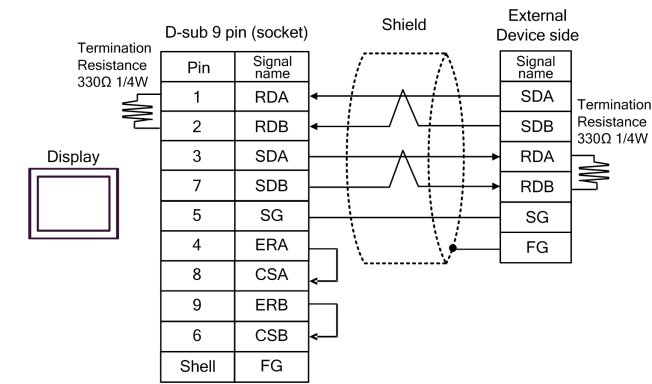 D-sub 9 pin (socket)
Shield
External
Device side
Termination
Resistance
330Ω 1/4W
Pin
Signal
name
Signal
name
1
RDA
SDA
2
RDB
SDB
Termination
Resistance
330Ω 1/4W
Display
3
SDA
RDA
7
SDB
RDB
5
SG
SG
4
ERA
FG
8
CSA
9
ERB
6
CSB
Shell
FG